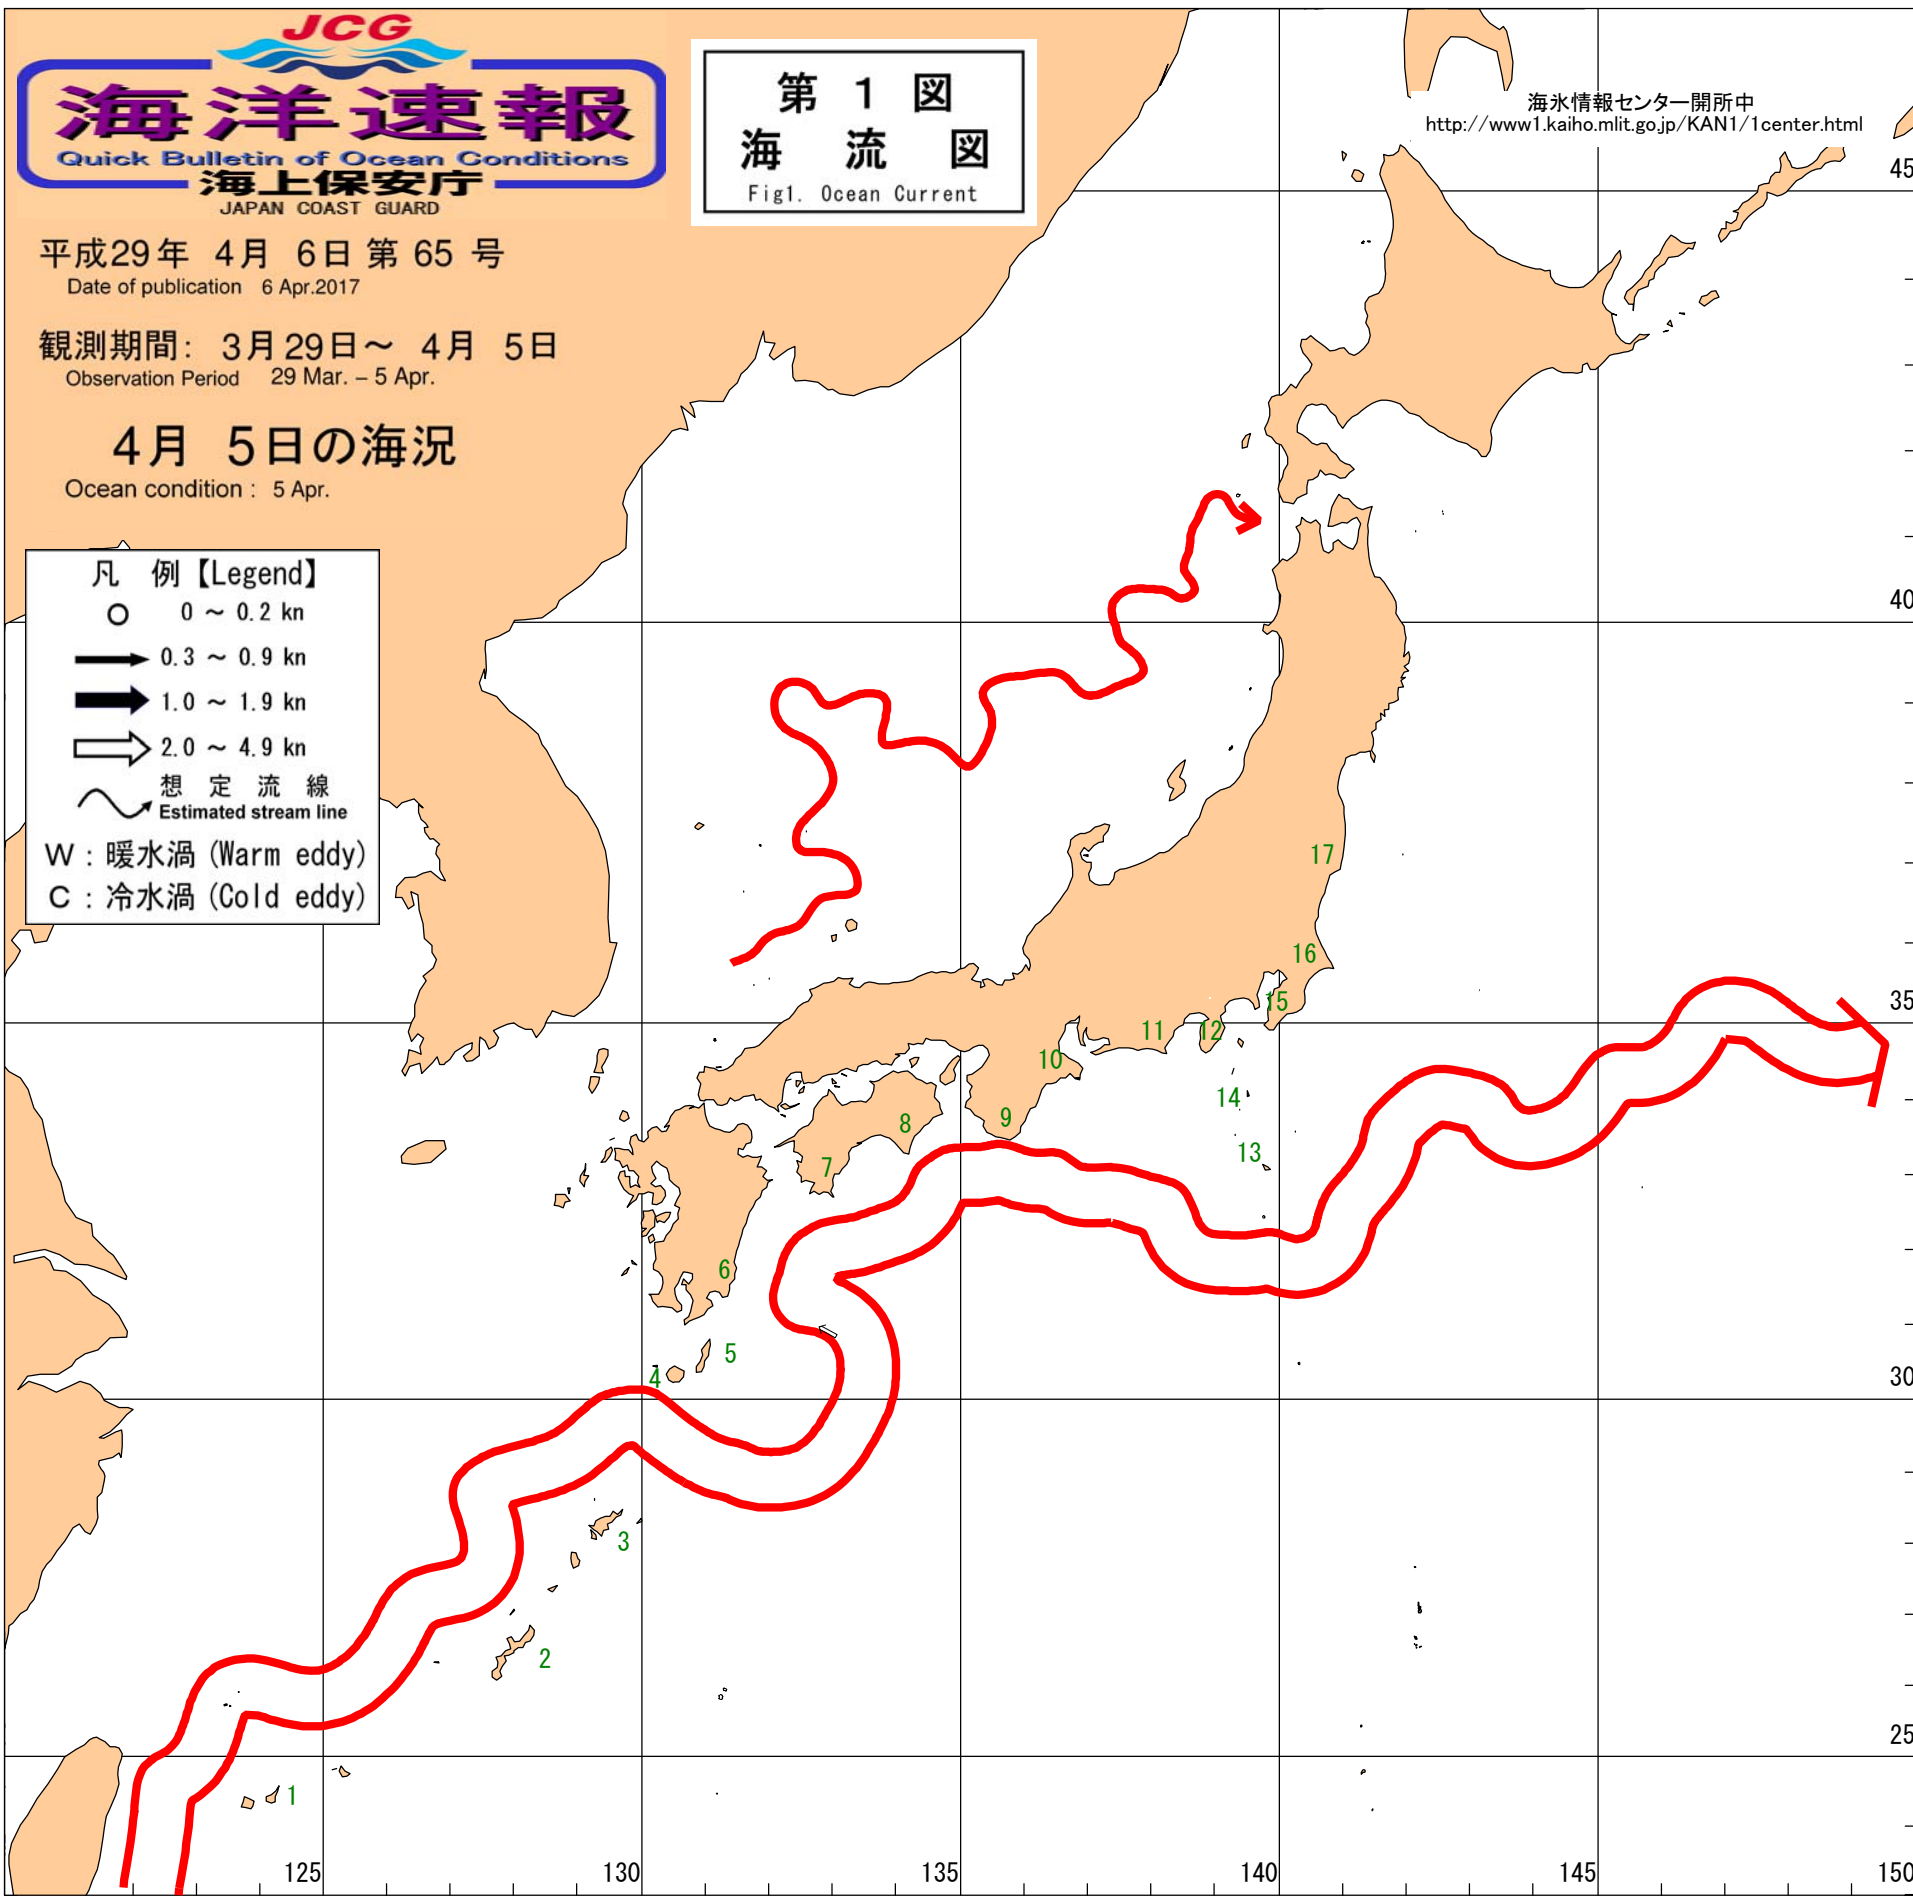 JCG
海洋速報
Quick Bulletin of Ocean Conditions
海上保安庁
JAPAN COAST GUARD
平成29年 4月 6日 第 65 号
Date of publication 6 Apr.2017
観測期間: 3月29日～ 4月 5日
Observation Period 29 Mar. – 5 Apr.
4月 5日の海況
Ocean condition : 5 Apr.
第 1 図
海 流 図
Fig1. Ocean Current
海氷情報センター開所中
http://www1.kaiho.mlit.go.jp/KAN1/1center.html
凡 例【Legend】
0 ～ 0.2 kn
0.3 ～ 0.9 kn
1.0 ～ 1.9 kn
2.0 ～ 4.9 kn
想 定 流 線
Estimated stream line
W : 暖水渦 (Warm eddy)
C : 冷水渦 (Cold eddy)
45
40
17
16
35
15
12
11
10
14
9
8
13
7
6
5
4
30
3
2
25
1
125
130
135
140
145
150